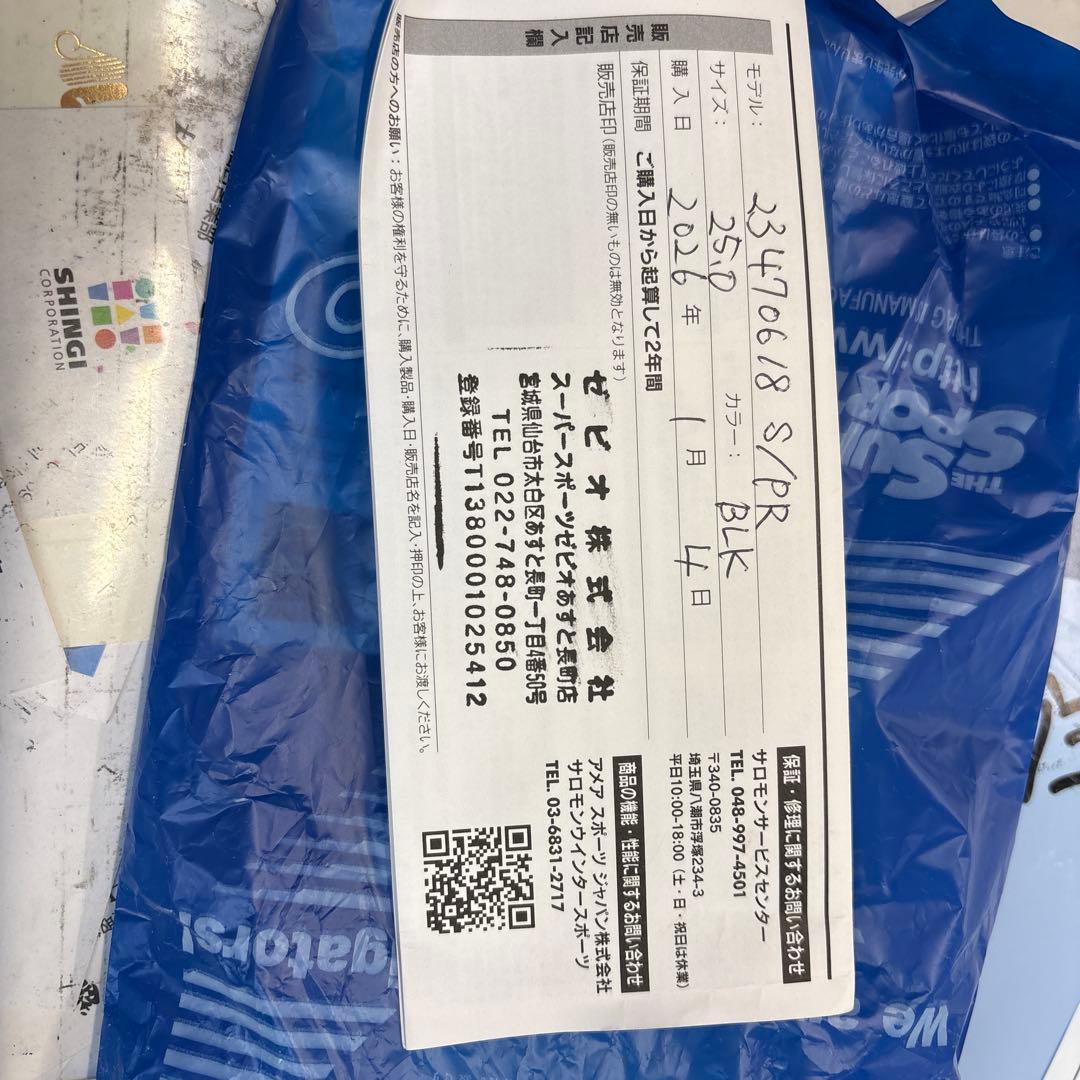 販売店記入欄
モデル： 23470618 S/PR
サイズ： 25.0 カラー： BLK
購入日 2026 年 1 月 4 日
保証期間 ご購入日から起算して2年間
販売店印（販売店印の無いものは無効となります）
ゼビオ株式会社
スーパースポーツゼビオあすと長町店
宮城県仙台市太白区あすと長町一丁目4番50号
TEL 022-748-0850
登録番号T1380001025412
販売店の方へのお願い：お客様の権利を守るために、購入製品・購入日・販売店名を記入・押印の上、お客様にお渡しください。
保証・修理に関するお問い合わせ
サロモンサービスセンター
TEL. 048-997-4501
〒340-0835
埼玉県八潮市浮塚234-3
平日10:00-18:00（土・日・祝日は休業）
商品の機能・性能に関するお問い合わせ
アメア スポーツ ジャパン株式会社
サロモンウインタースポーツ
TEL. 03-6831-2717
SHINGI
CORPORATION
THE
http://w
We
igators!